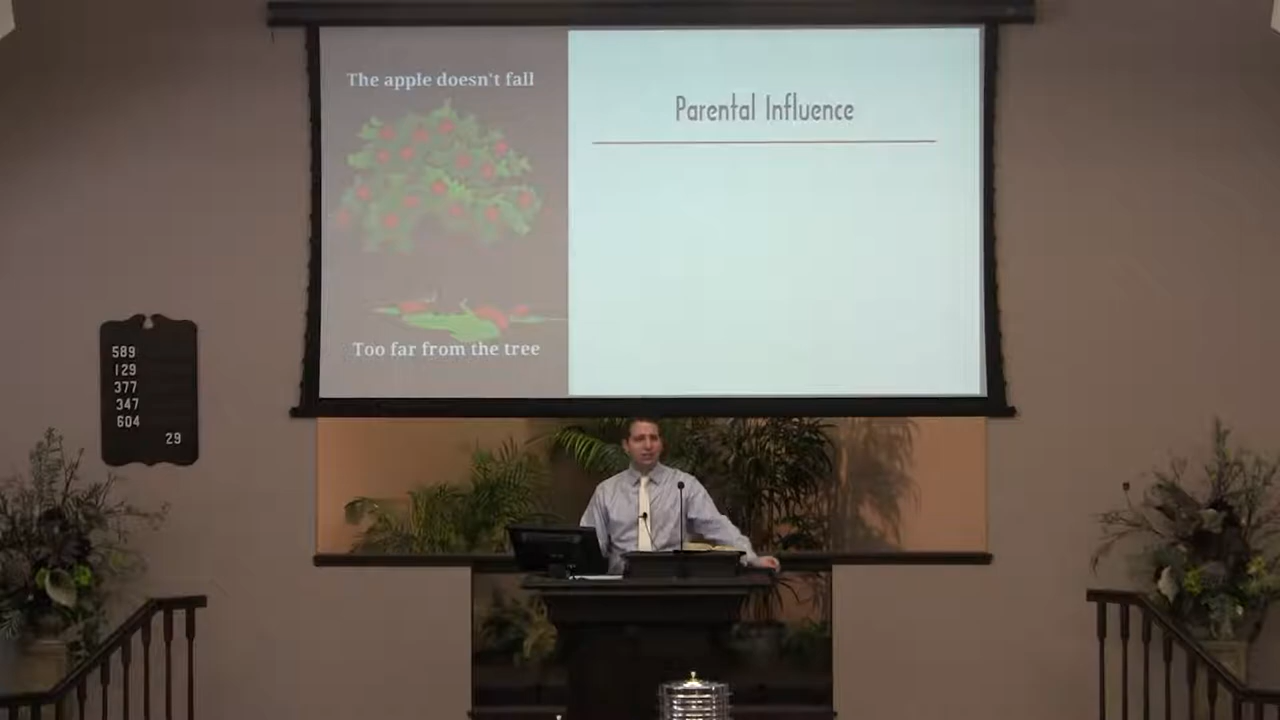 The apple doesn't fall
Too far from the tree
Parental Influence
589
129
377
347
604
29